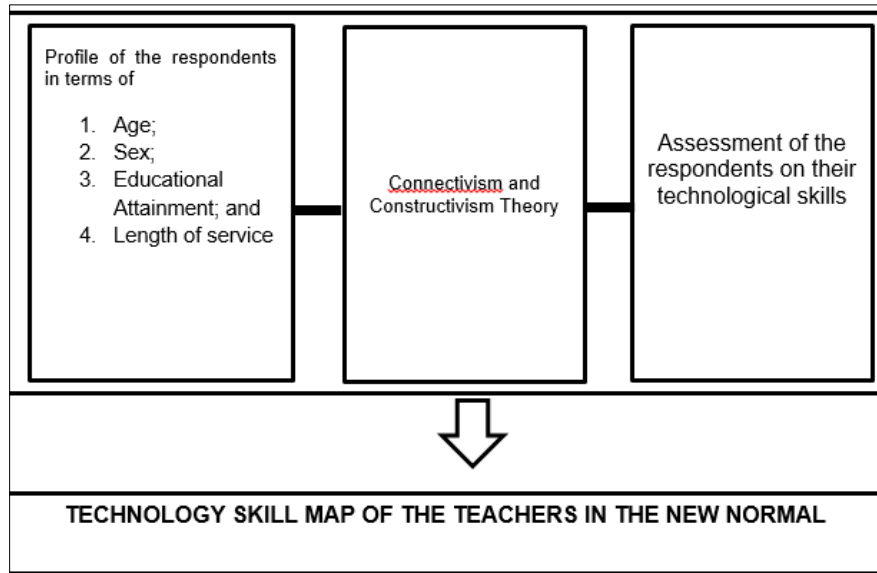 Profile of the respondents
in terms of
1. Age;
2. Sex;
3. Educational
Attainment; and
4. Length of service
Connectivism and
Constructivism Theory
Assessment of the
respondents on their
technological skills
TECHNOLOGY SKILL MAP OF THE TEACHERS IN THE NEW NORMAL